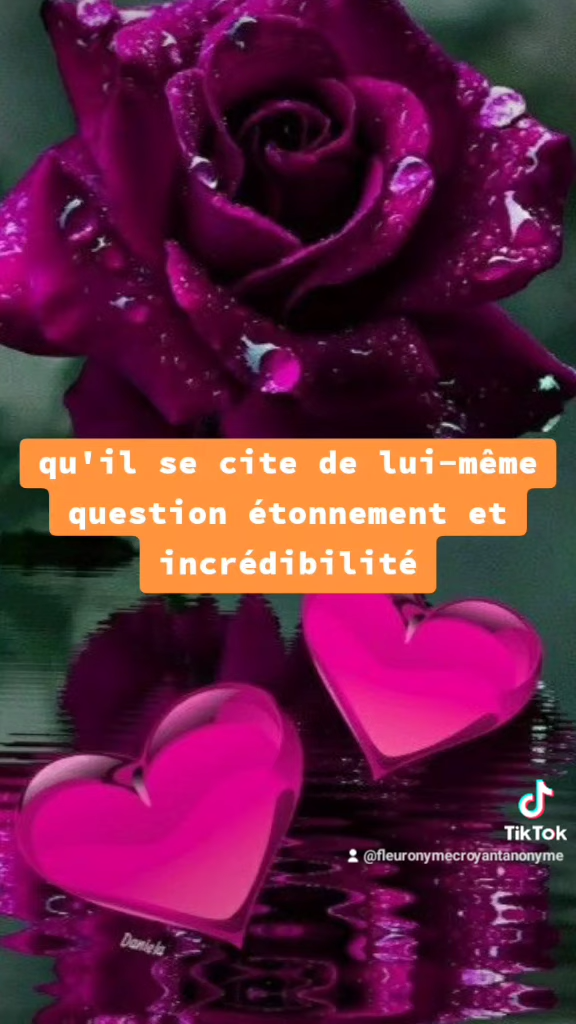 qu'il se cite de lui-même
question étonnement et
incrédibilité
TikTok
@fleuronymecroyantanonyme
Daniela